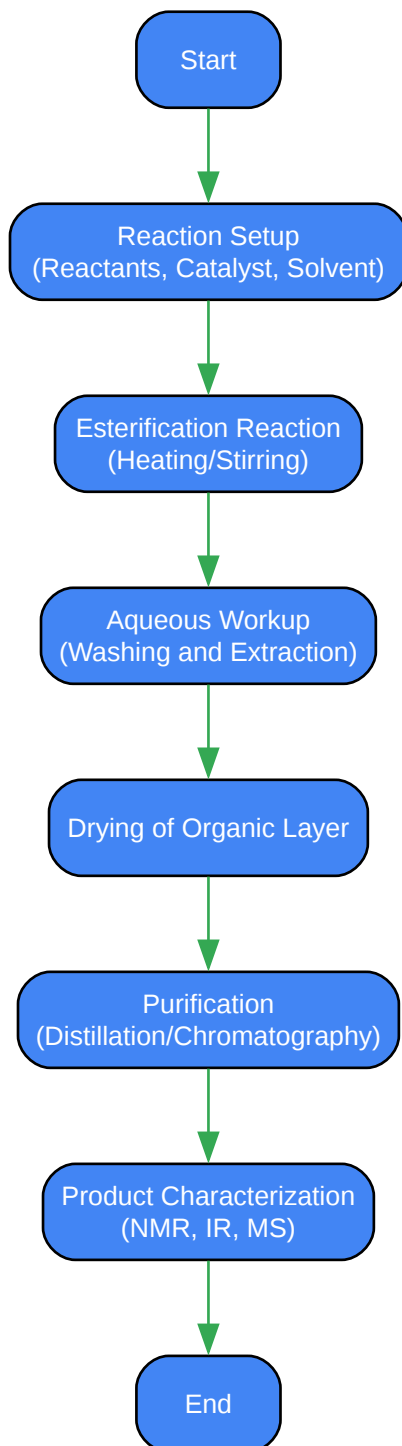 Start
Reaction Setup
(Reactants, Catalyst, Solvent)
Esterification Reaction
(Heating/Stirring)
Aqueous Workup
(Washing and Extraction)
Drying of Organic Layer
Purification
(Distillation/Chromatography)
Product Characterization
(NMR, IR, MS)
End